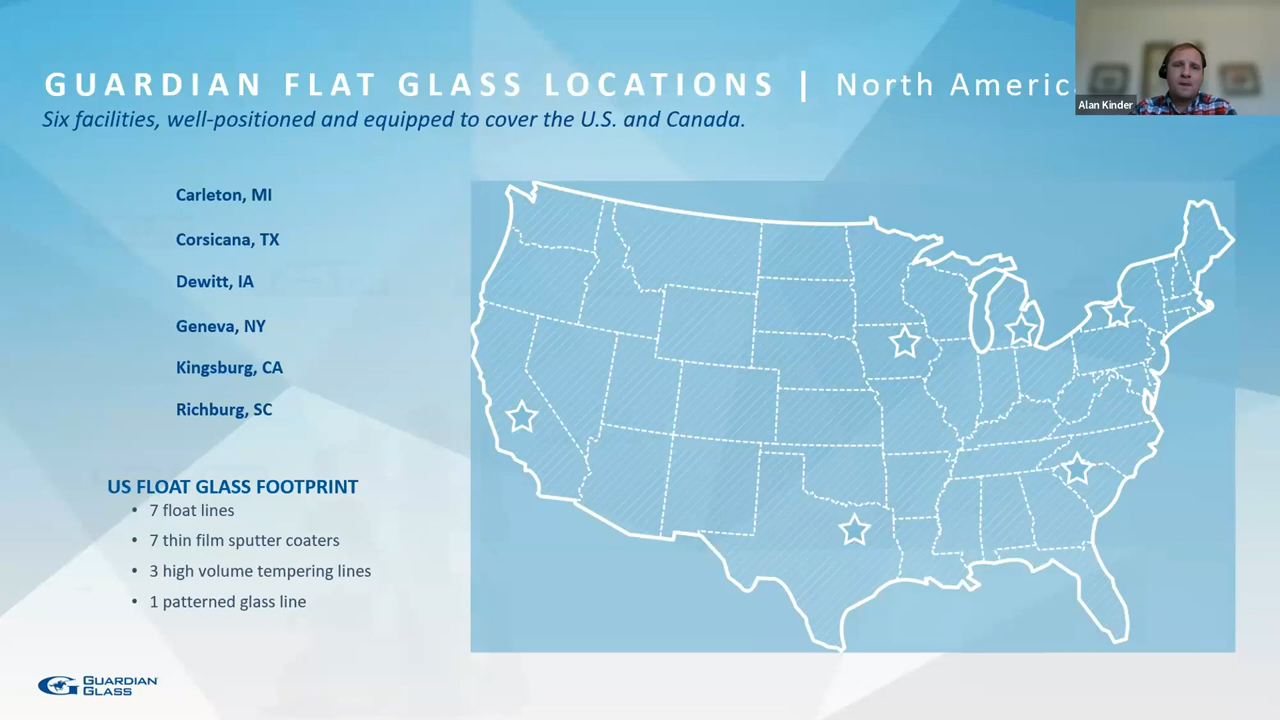 GUARDIAN FLAT GLASS LOCATIONS | North Americ
Alan Kinder
Six facilities, well-positioned and equipped to cover the U.S. and Canada.
Carleton, MI
Corsicana, TX
Dewitt, IA
Geneva, NY
Kingsburg, CA
Richburg, SC
US FLOAT GLASS FOOTPRINT
• 7 float lines
• 7 thin film sputter coaters
• 3 high volume tempering lines
• 1 patterned glass line
GUARDIAN
GLASS